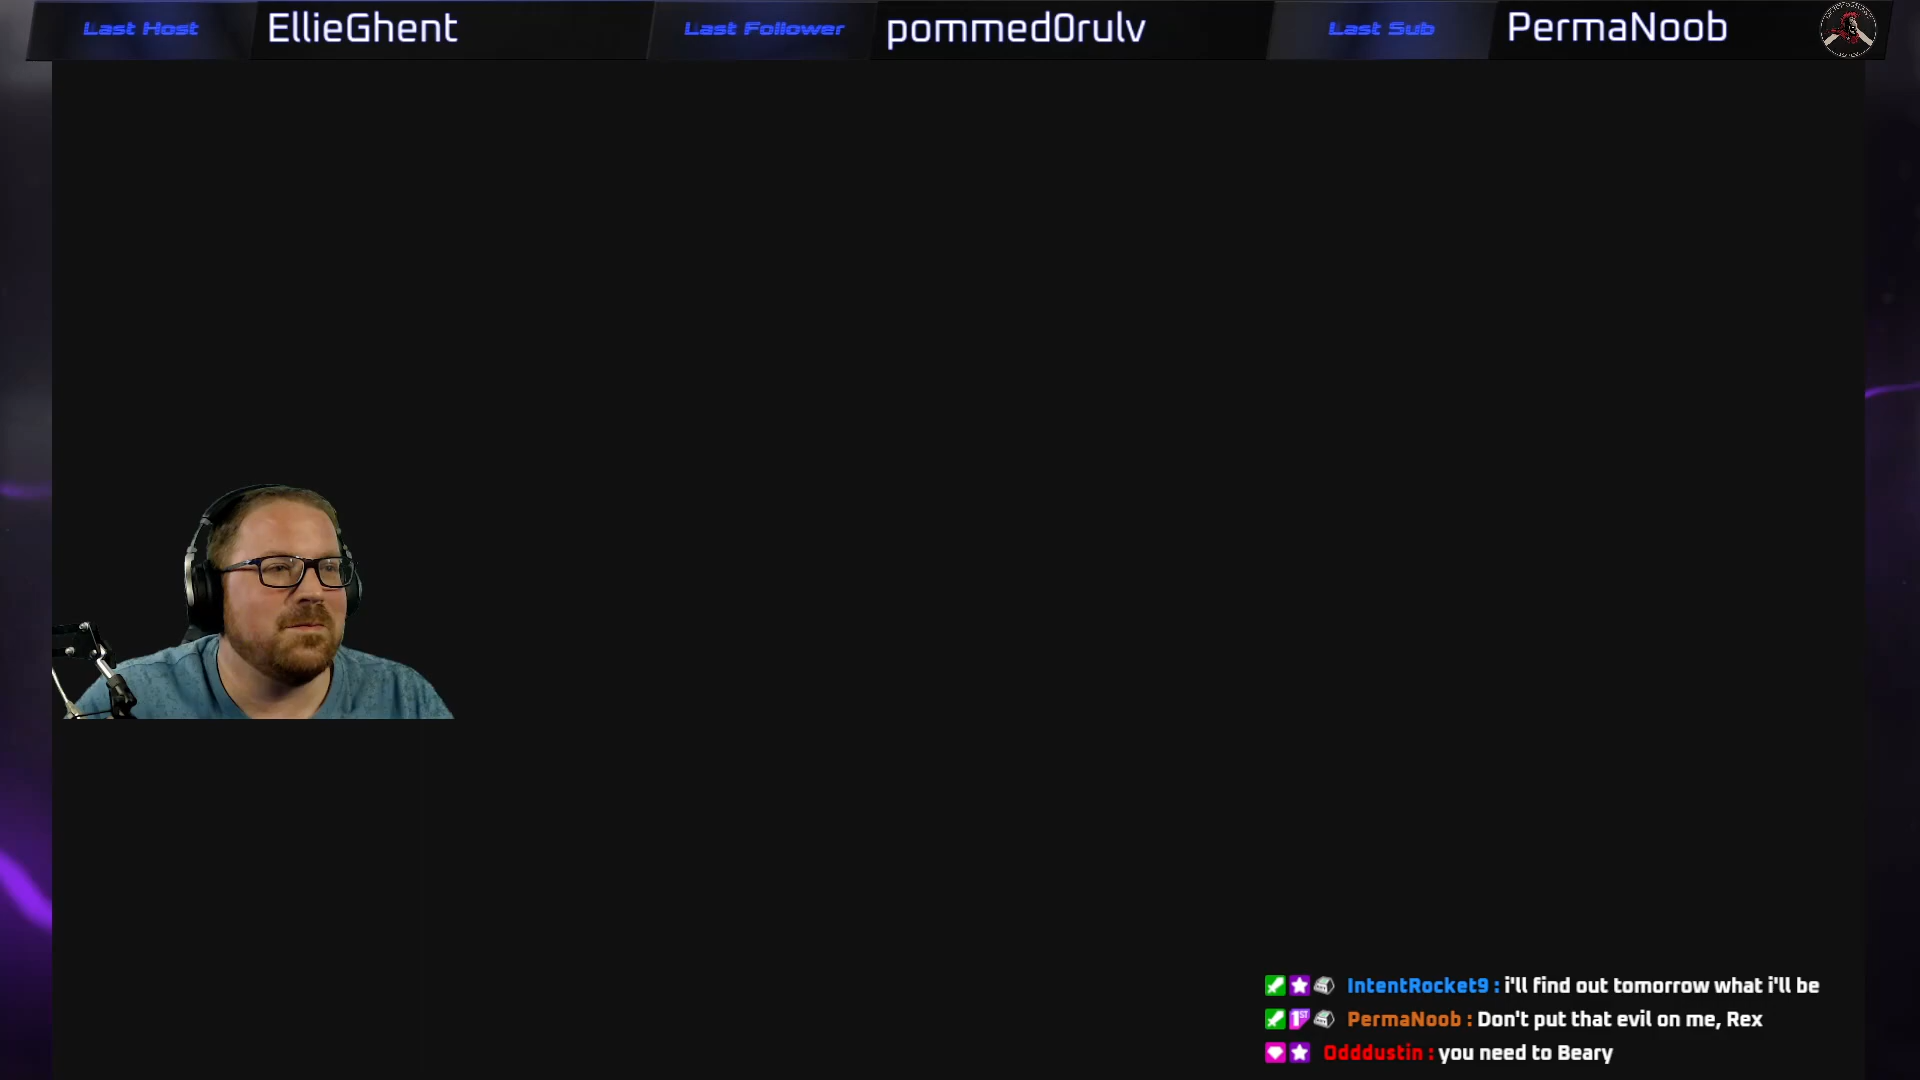 Last Host EllieGhent Last Follower pommed0rulv Last Sub PermaNoob
IntentRocket9 : i'll find out tomorrow what i'll be
1ST PermaNoob : Don't put that evil on me, Rex
Odddustin : you need to Beary